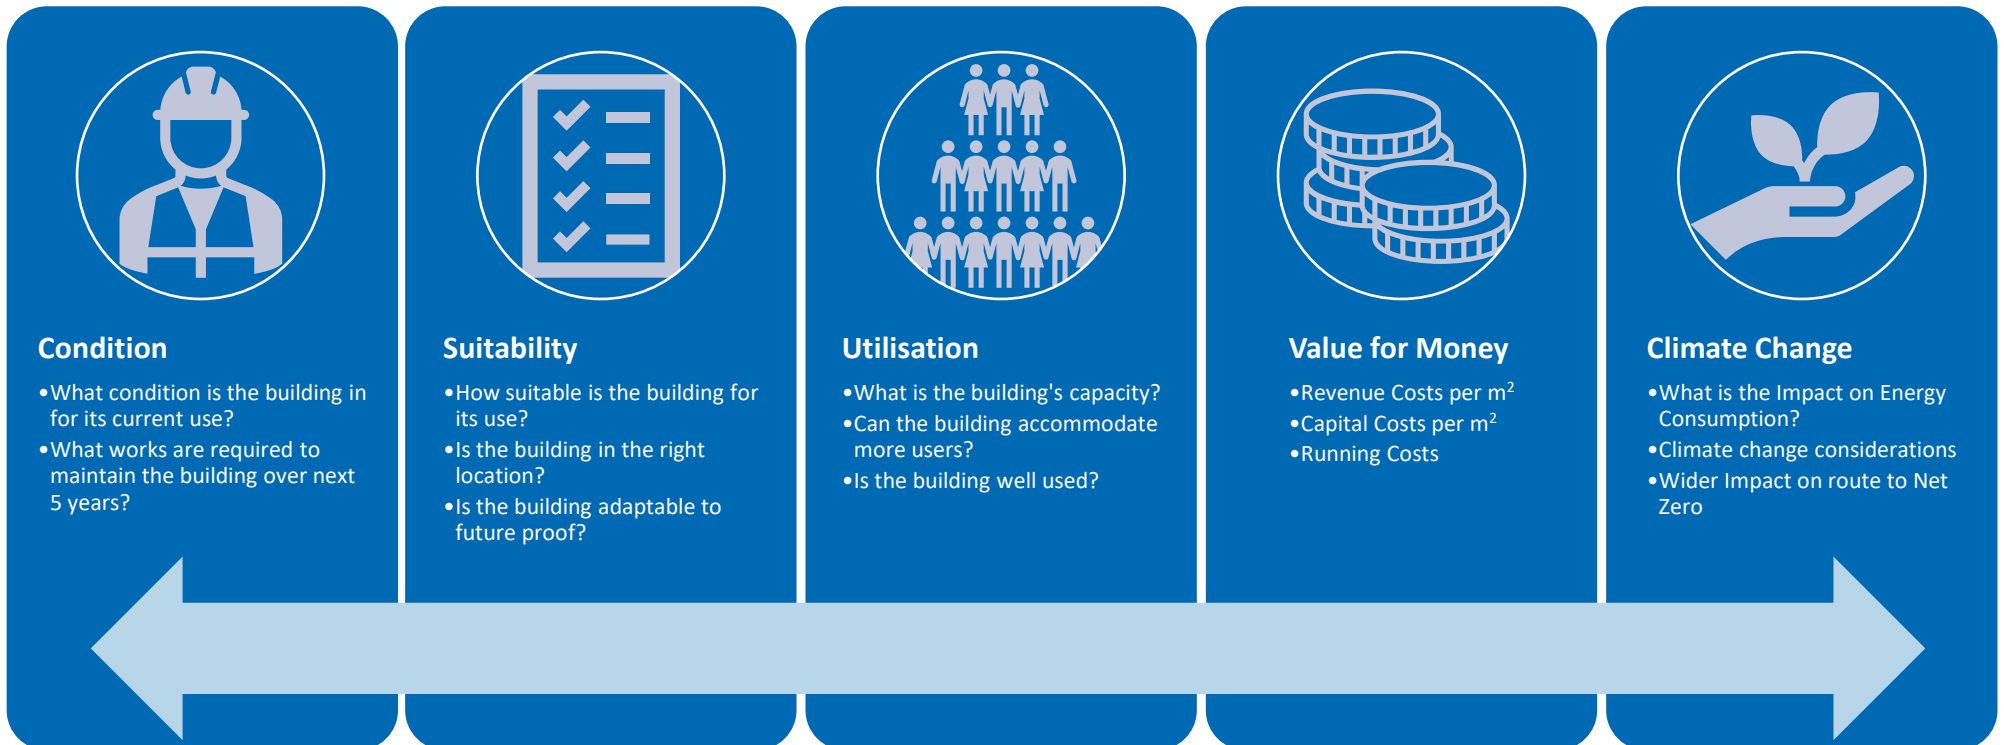 Condition
•What condition is the building in
for its current use?
•What works are required to
maintain the building over next
5 years?
Suitability
•How suitable is the building for
its use?
•Is the building in the right
location?
•Is the building adaptable to
future proof?
Utilisation
•What is the building's capacity?
•Can the building accommodate
more users?
•Is the building well used?
Value for Money
•Revenue Costs per m²
•Capital Costs per m²
•Running Costs
Climate Change
•What is the Impact on Energy
Consumption?
•Climate change considerations
•Wider Impact on route to Net
Zero